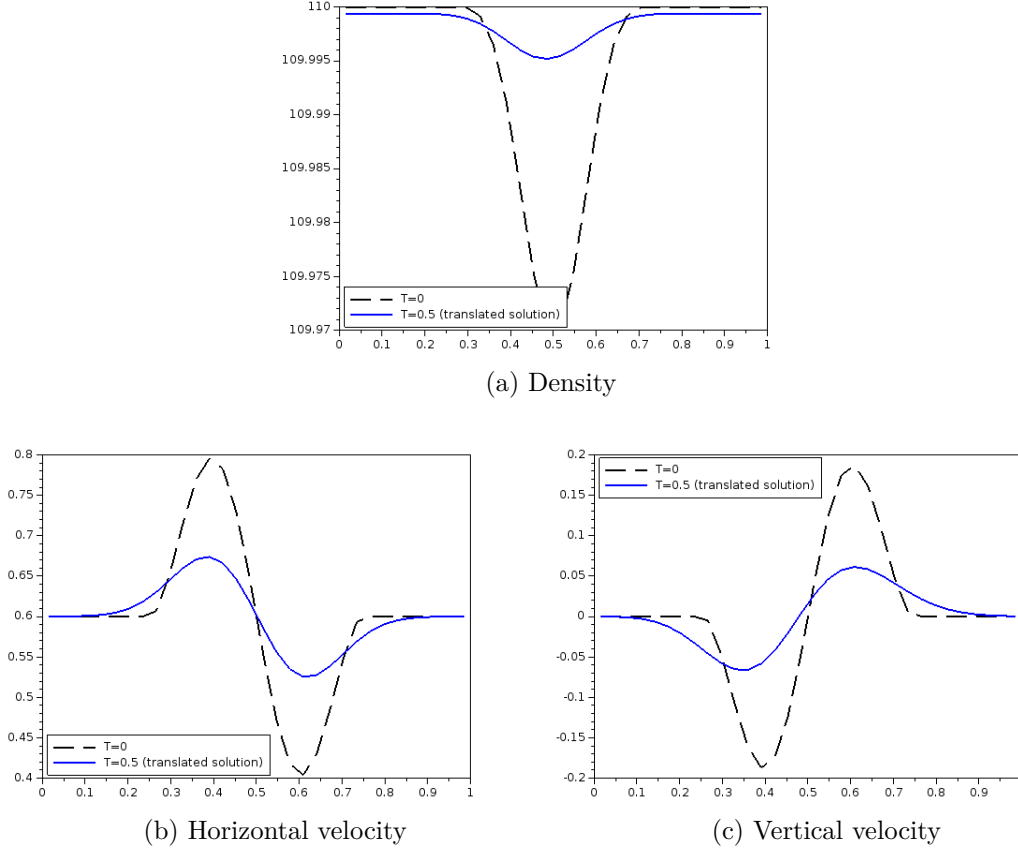 110
109.995
109.99
109.985
109.98
109.975
109.97
T=0
T=0.5 (translated solution)
0 0.1 0.2 0.3 0.4 0.5 0.6 0.7 0.8 0.9 1
(a) Density
0.8
0.75
0.7
0.65
0.6
0.55
0.5
0.45
0.4
T=0
T=0.5 (translated solution)
0 0.1 0.2 0.3 0.4 0.5 0.6 0.7 0.8 0.9 1
(b) Horizontal velocity
0.2
0.15
0.1
0.05
0
-0.05
-0.1
-0.15
-0.2
T=0
T=0.5 (translated solution)
0 0.1 0.2 0.3 0.4 0.5 0.6 0.7 0.8 0.9
(c) Vertical velocity